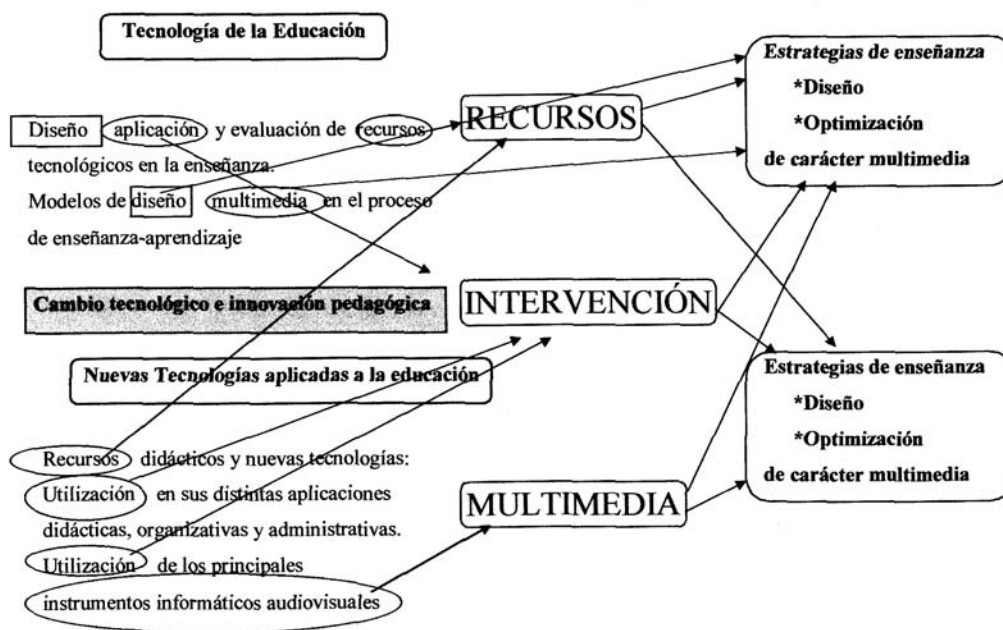 Tecnología de la Educación
Diseño aplicación y evaluación de recursos
tecnológicos en la enseñanza.
Modelos de diseño multimedia en el proceso
de enseñanza-aprendizaje
Cambio tecnológico e innovación pedagógica
Nuevas Tecnologías aplicadas a la educación
Recursos didácticos y nuevas tecnologías:
Utilización en sus distintas aplicaciones
didácticas, organizativas y administrativas.
Utilización de los principales
instrumentos informáticos audiovisuales
RECURSOS
INTERVENCIÓN
MULTIMEDIA
Estrategias de enseñanza
*Diseño
*Optimización
de carácter multimedia
Estrategias de enseñanza
*Diseño
*Optimización
de carácter multimedia